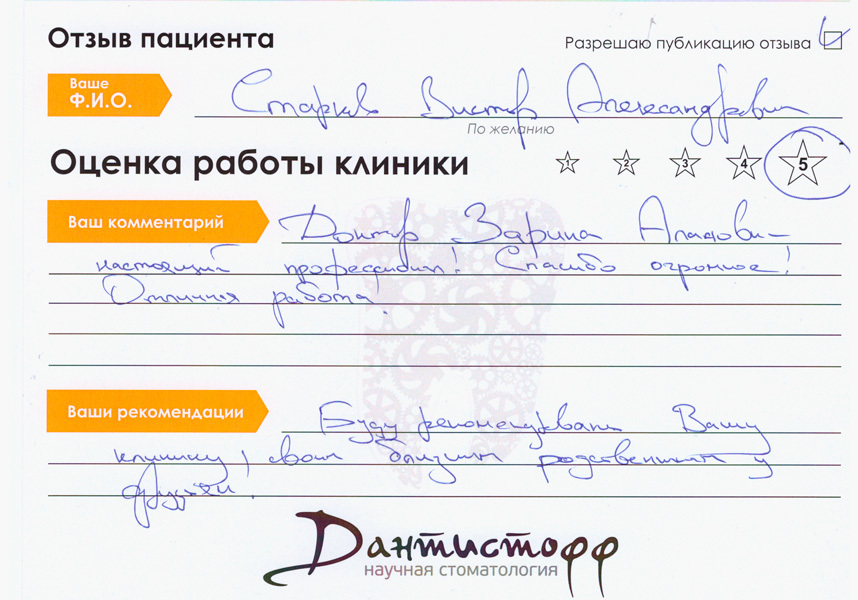 Отзыв пациента
Разрешаю публикацию отзыва
Ваше
Ф.И.О.
Старков Виктор Александрович
По желанию
Оценка работы клиники
1 2 3 4 5
Ваш комментарий
Доктор Зарина Алановна -
настоящий профессионал! Спасибо огромное!
Отличная работа!
Ваши рекомендации
Буду рекомендовать Вашу
клинику, своим близким родственникам и
друзьям!
Дантистофф
научная стоматология